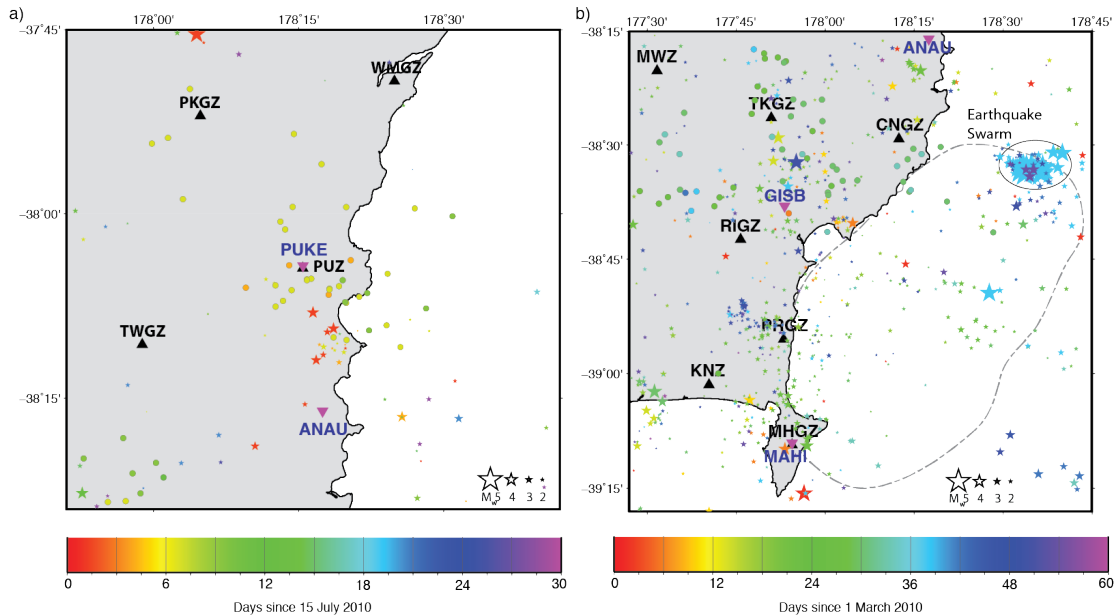 a)
178˚00' 178˚15' 178˚30'
−37˚45'
−38˚00'
−38˚15'
WMGZ
PKGZ
PUKE
PUZ
TWGZ
ANAU
Mw5 4 3 2
0 6 12 18 24 30
Days since 15 July 2010
b)
177˚30' 177˚45' 178˚00' 178˚15' 178˚30' 178˚45'
−38˚15'
−38˚30'
−38˚45'
−39˚00'
−39˚15'
ANAU
MWZ
TKGZ
CNGZ
Earthquake
Swarm
GISB
RIGZ
PRGZ
KNZ
MHGZ
MAHI
Mw5 4 3 2
0 12 24 36 48 60
Days since 1 March 2010